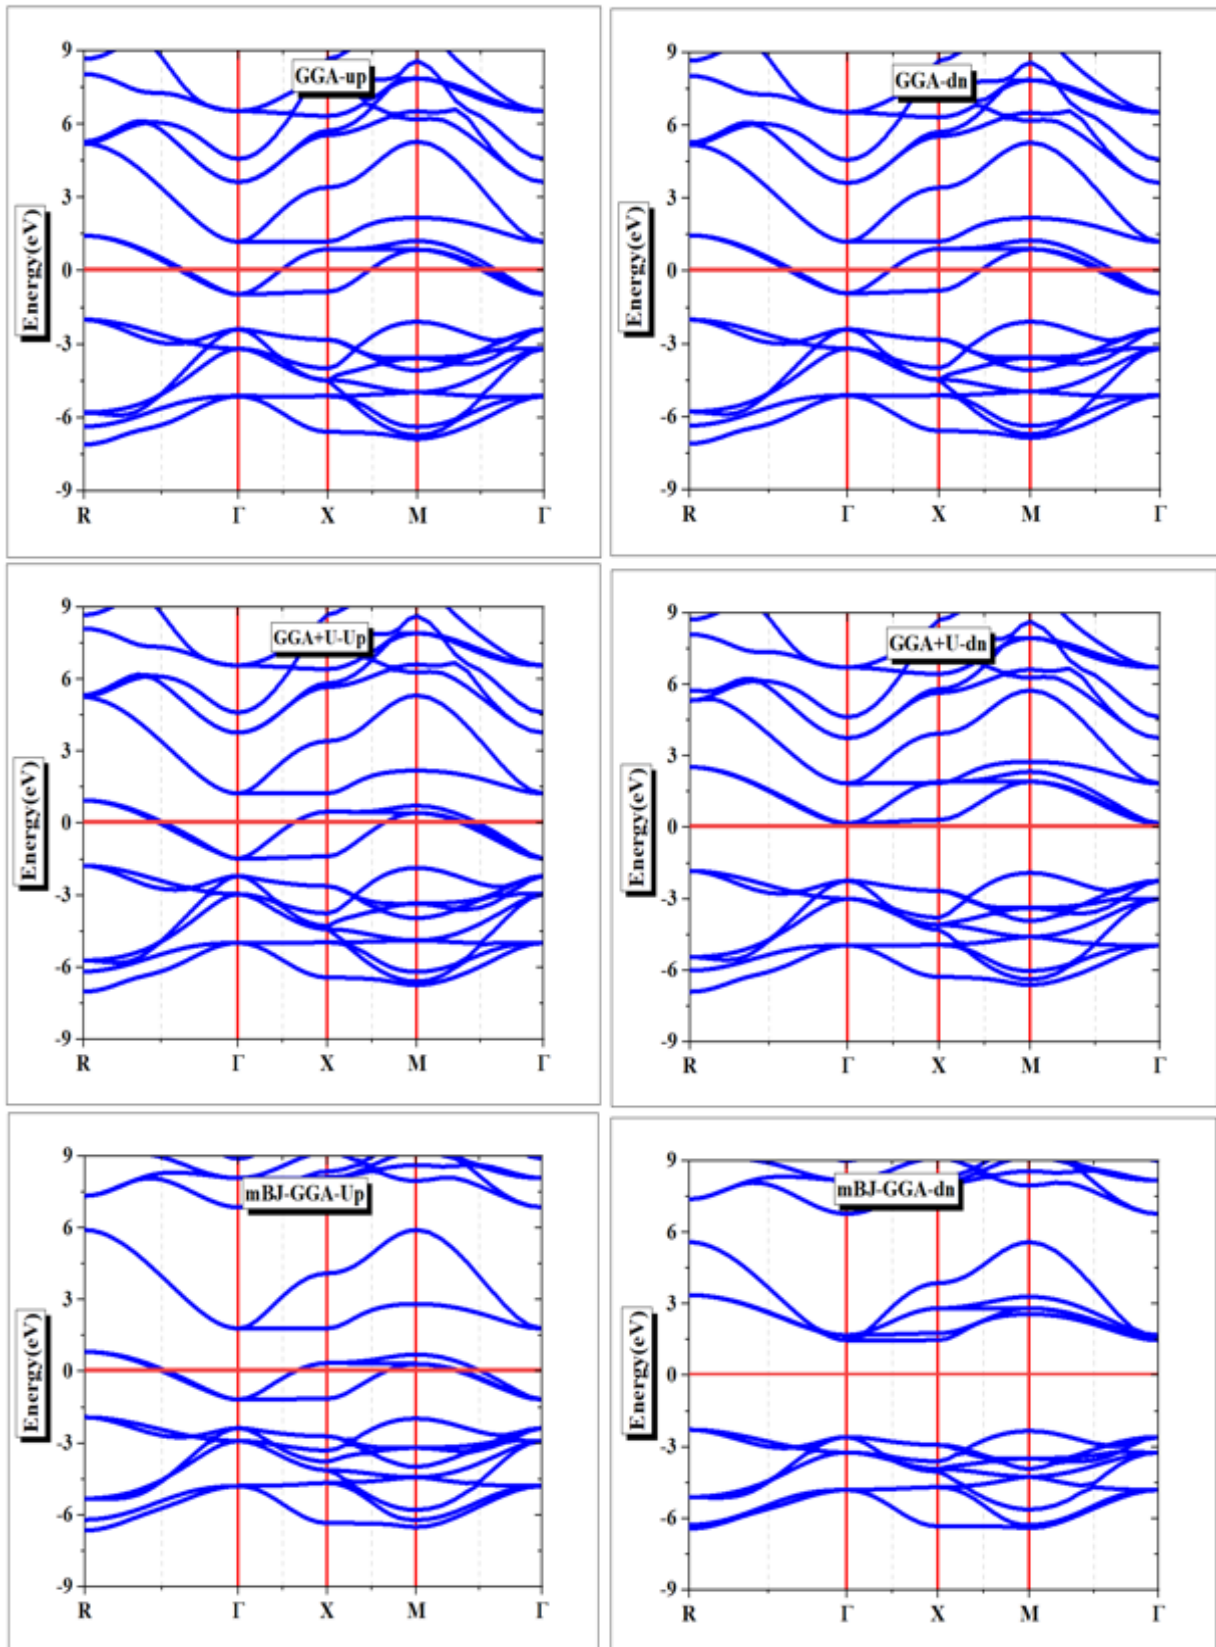 GGA-up
Energy(eV)
9
6
3
0
-3
-6
-9
R Γ X M Γ
GGA-dn
Energy(eV)
9
6
3
0
-3
-6
-9
R Γ X M Γ
GGA+U-Up
Energy(eV)
9
6
3
0
-3
-6
-9
R Γ X M Γ
GGA+U-dn
Energy(eV)
9
6
3
0
-3
-6
-9
R Γ X M Γ
mBJ-GGA-Up
Energy(eV)
9
6
3
0
-3
-6
-9
R Γ X M Γ
mBJ-GGA-dn
Energy(eV)
9
6
3
0
-3
-6
-9
R Γ X M Γ